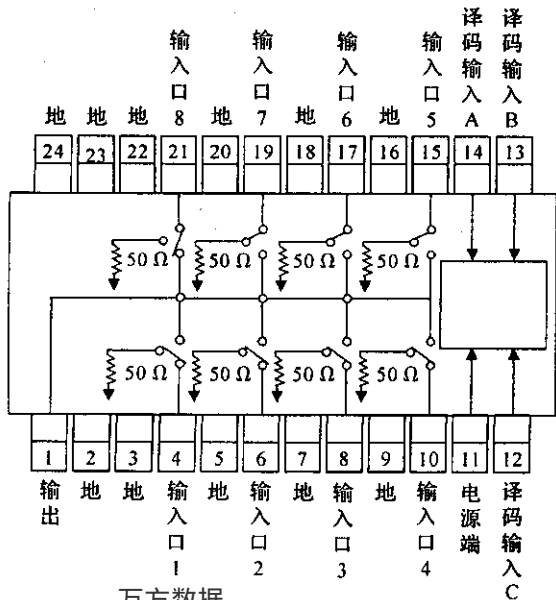 地
地
地
输入口8
地
输入口7
地
输入口6
地
输入口5
译码输入A
译码输入B
24
23
22
21
20
19
18
17
16
15
14
13
50 Ω
50 Ω
50 Ω
50 Ω
50 Ω
50 Ω
50 Ω
50 Ω
1
2
3
4
5
6
7
8
9
10
11
12
输出
地
地
输入口1
地
输入口2
地
输入口3
地
输入口4
电源端
译码输入C
万方数据